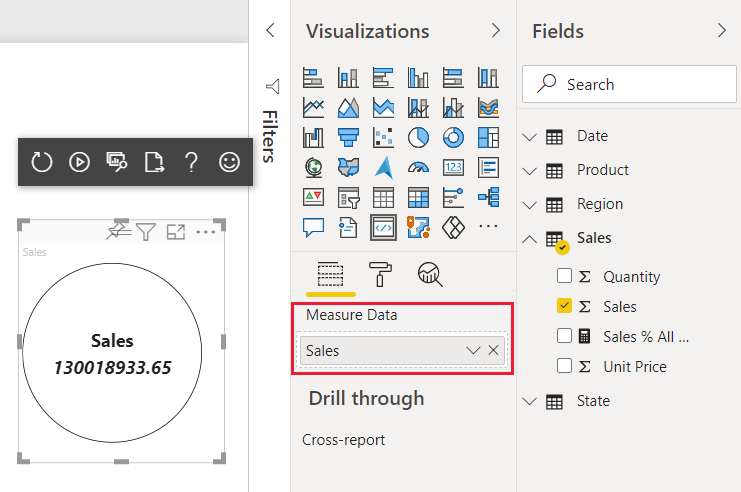 Visualizations
Fields
Search
Filters
Date
Product
Region
Sales
Quantity
Sales
Sales % All ...
Unit Price
State
123
Measure Data
Sales
Drill through
Cross-report
Sales
Sales
130018933.65